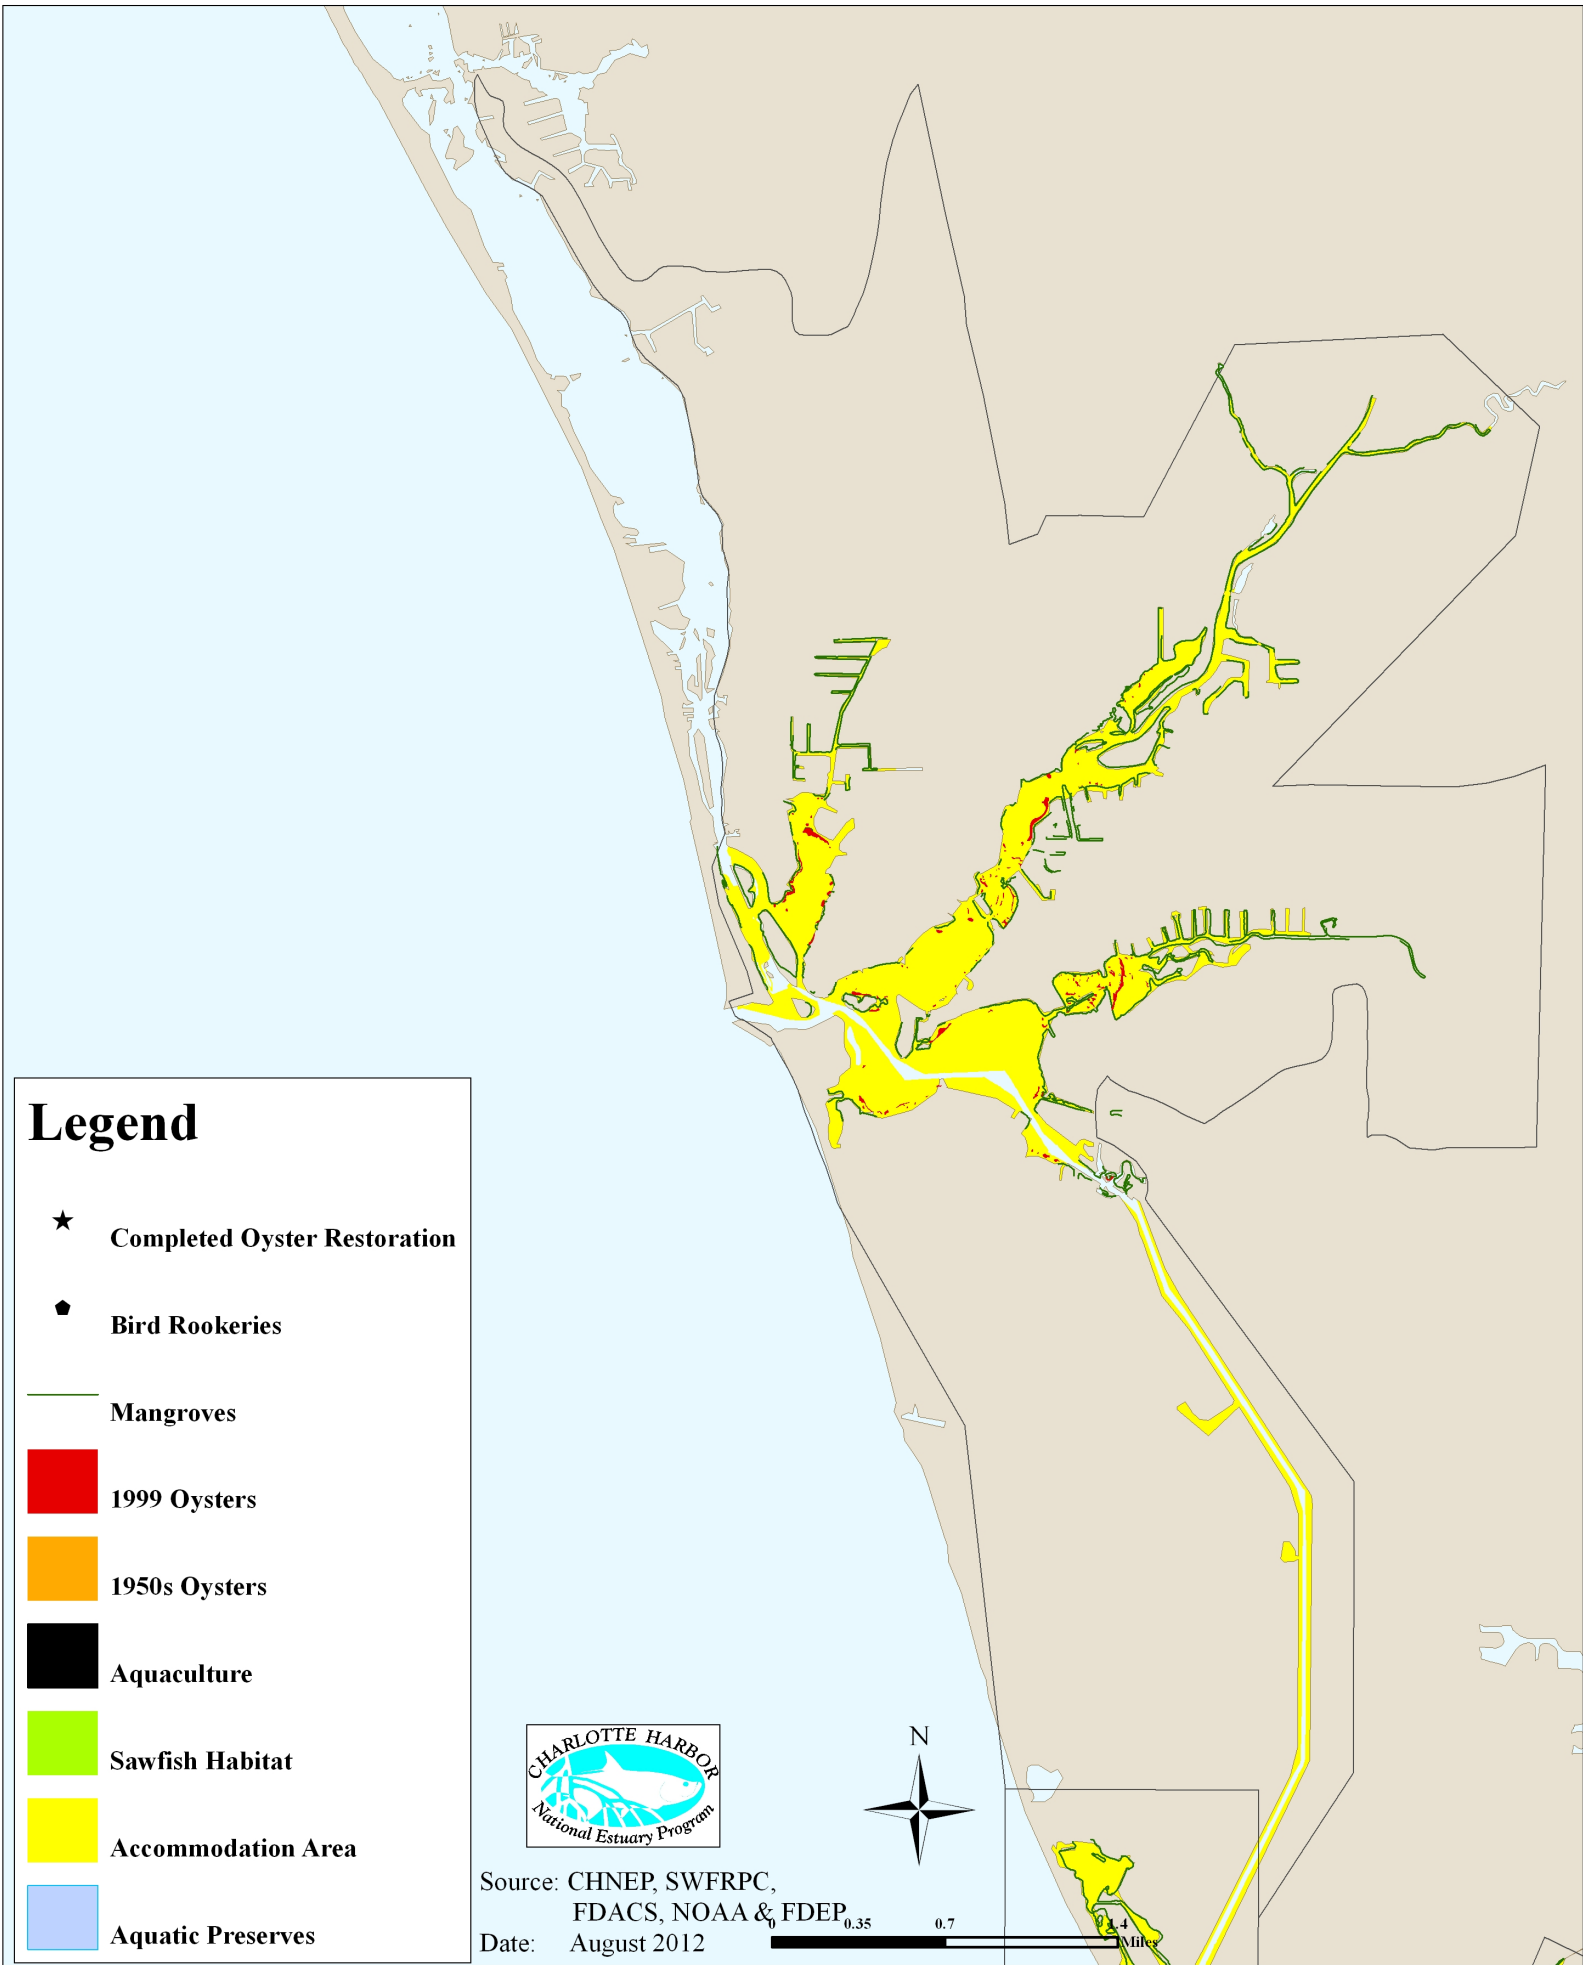 Legend
Completed Oyster Restoration
Bird Rookeries
Mangroves
1999 Oysters
1950s Oysters
Aquaculture
Sawfish Habitat
Accommodation Area
Aquatic Preserves
CHARLOTTE HARBOR
National Estuary Program
N
Source: CHNEP, SWFRPC,
FDACS, NOAA & FDEP
Date: August 2012
0 0.35 0.7 1.4
Miles